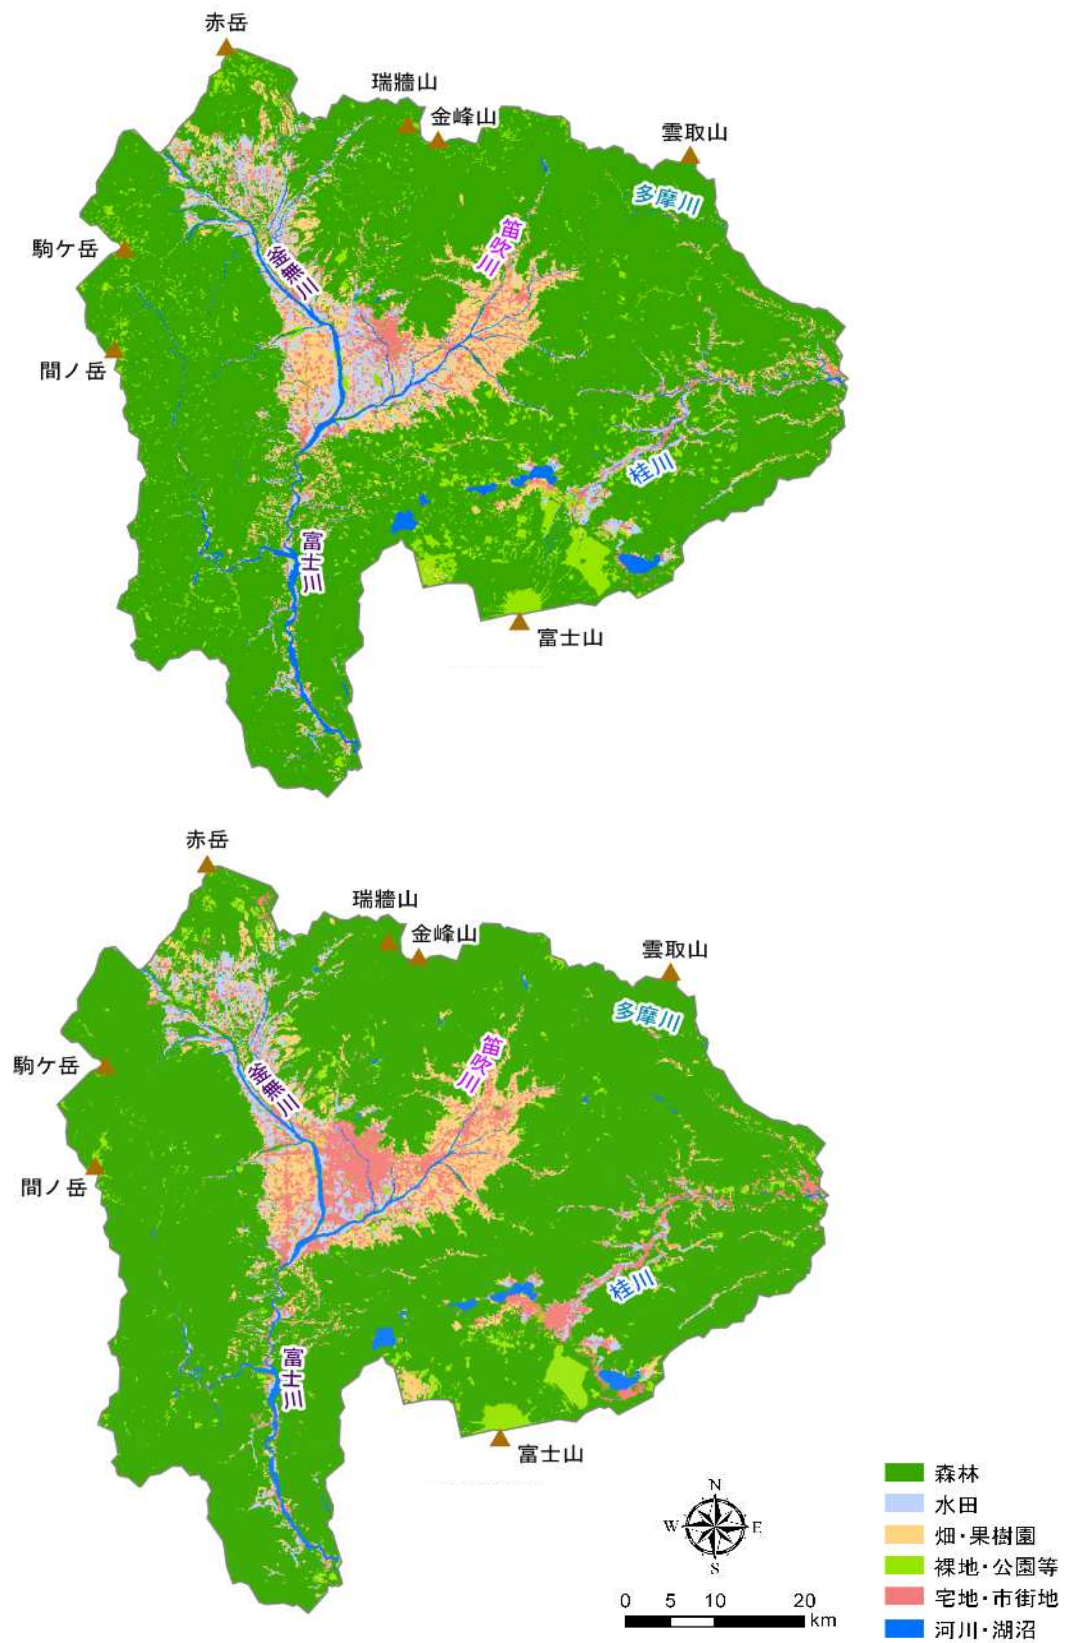 赤岳
瑞牆山
金峰山
雲取山
多摩川
笛吹川
駒ケ岳
釜無川
間ノ岳
桂川
富士川
富士山
赤岳
瑞牆山
金峰山
雲取山
多摩川
笛吹川
駒ケ岳
釜無川
間ノ岳
桂川
富士川
富士山
N
W E
S
0 5 10 20
km
森林
水田
畑・果樹園
裸地・公園等
宅地・市街地
河川・湖沼